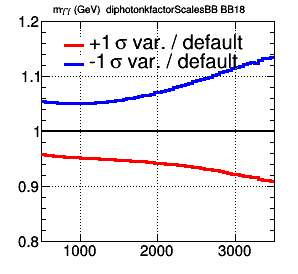 mγγ (GeV) diphotonkfactorScalesBB BB18
1.2
+1 σ var. / default
-1 σ var. / default
1.1
1
0.9
0.8
1000 2000 3000